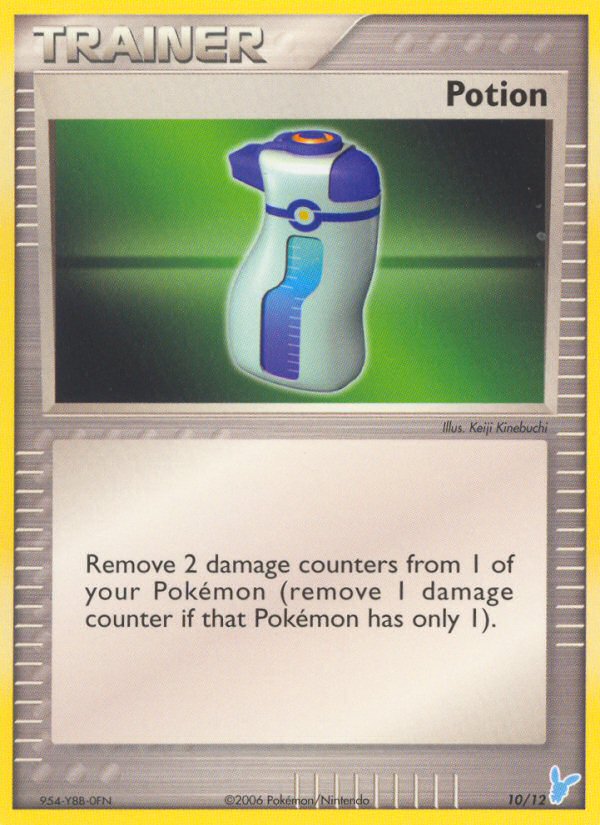 TRAINER
Potion
Illus. Keiji Kinebuchi
Remove 2 damage counters from 1 of
your Pokémon (remove 1 damage
counter if that Pokémon has only 1).
954-YBB-0FN
©2006 Pokémon/Nintendo
10/12